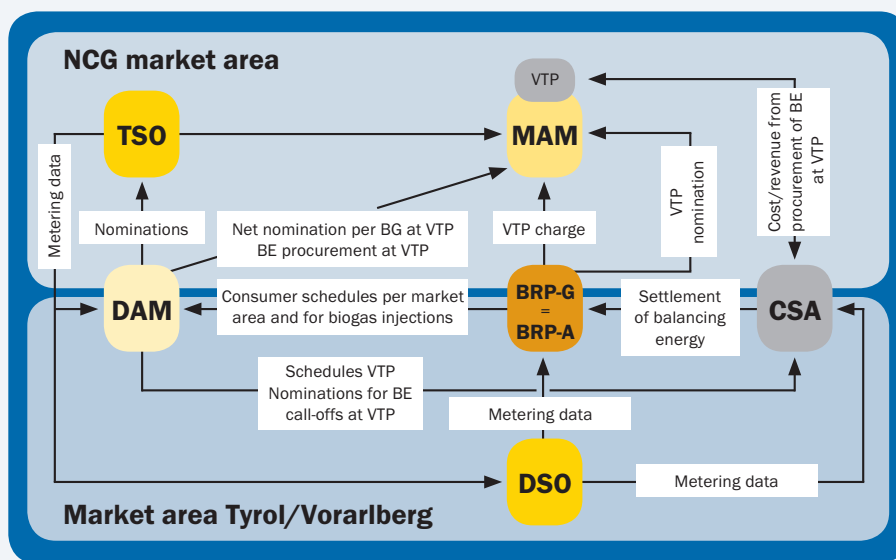 NCG market area
VTP
TSO
MAM
Metering data
Cost/revenue from
procurement of BE
at VTP
VTP
nomination
Nominations
Net nomination per BG at VTP
BE procurement at VTP
VTP charge
DAM
Consumer schedules per market
area and for biogas injections
BRP-G
=
BRP-A
Settlement
of balancing
energy
CSA
Schedules VTP
Nominations for BE
call-offs at VTP
Metering data
DSO
Metering data
Market area Tyrol/Vorarlberg